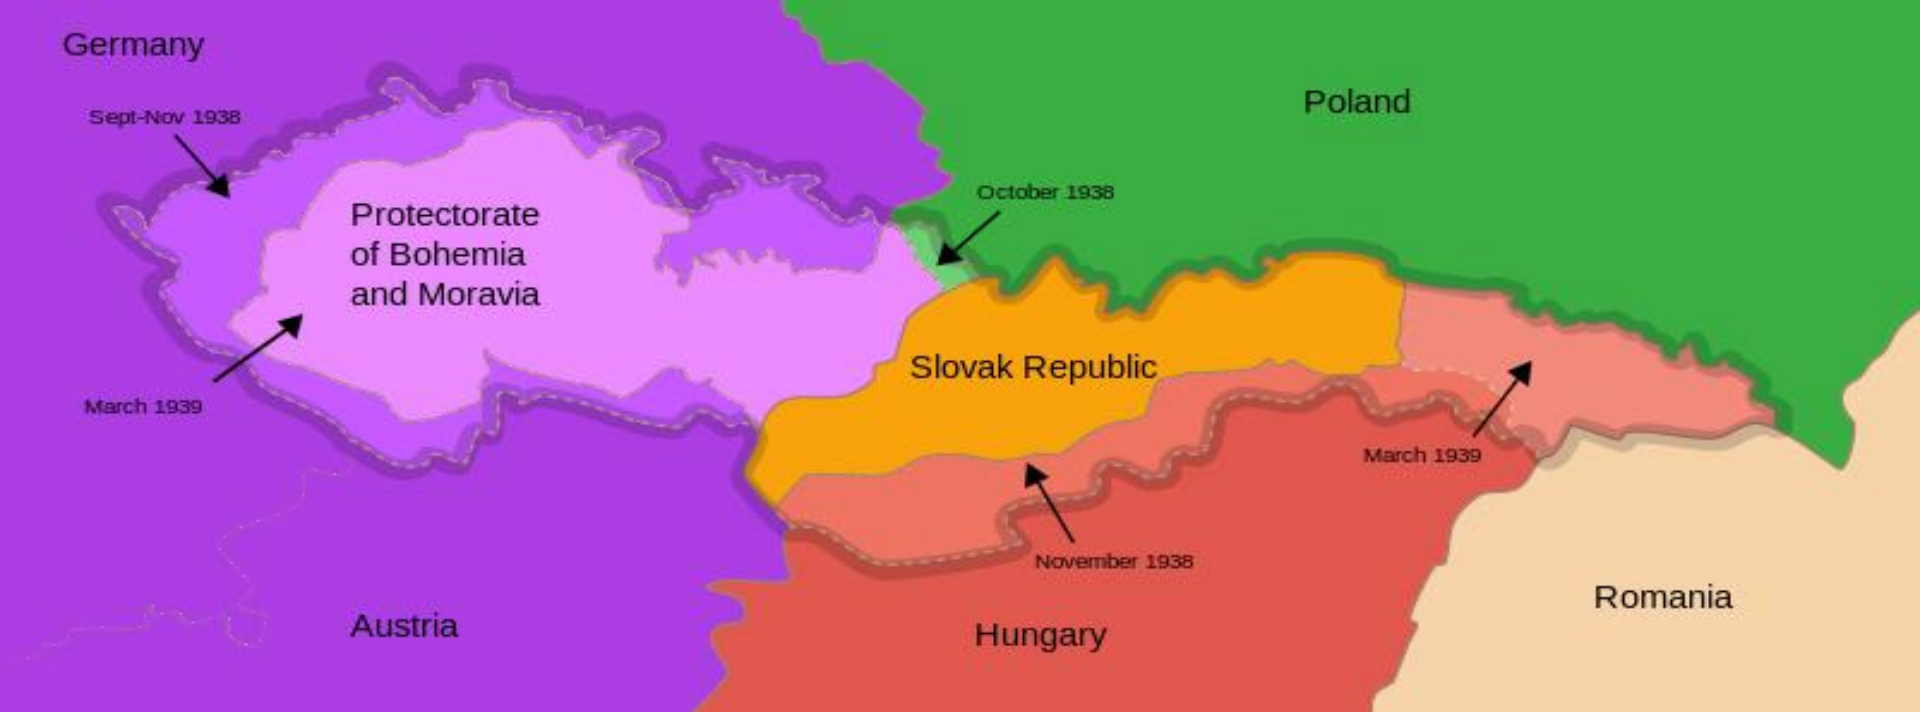 Germany
Sept-Nov 1938
Poland
October 1938
Protectorate
of Bohemia
and Moravia
Slovak Republic
March 1939
March 1939
November 1938
Austria
Hungary
Romania